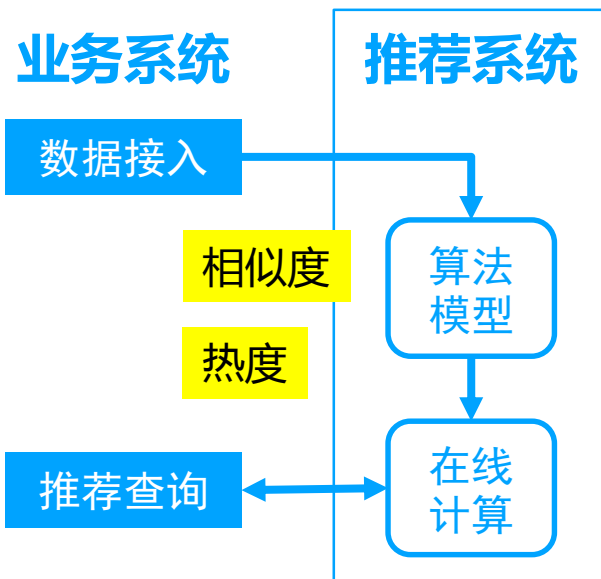 业务系统
推荐系统
数据接入
相似度
算法
模型
热度
推荐查询
在线
计算